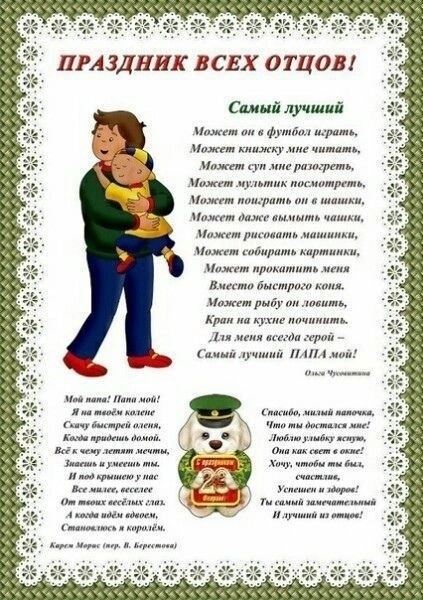 ПРАЗДНИК ВСЕХ ОТЦОВ!
Самый лучший
Может он в футбол играть,
Может книжку мне читать,
Может суп мне разогреть,
Может мультик посмотреть,
Может поиграть он в шашки,
Может даже вымыть чашки,
Может рисовать машинки,
Может собирать картинки,
Может прокатить меня
Вместо быстрого коня.
Может рыбу он ловить,
Кран на кухне починить.
Для меня всегда герой –
Самый лучший ПАПА мой!
Ольга Чусовитина
Мой папа! Папа мой!
Я на твоём колене
Скачу быстрей оленя,
Когда придешь домой.
Всё к чему летят мечты,
Знаешь и умеешь ты.
И под крышею у нас
Все милее, веселее
От твоих весёлых глаз.
А когда идём вдвоем,
Становлюсь я королём.
Карем Морис (пер. В. Берестова)
С праздником
23
Февраля!
Спасибо, милый папочка,
Что ты достался мне!
Люблю улыбку ясную,
Она как свет в окне!
Хочу, чтобы ты был,
счастлив,
Успешен и здоров!
Ты самый замечательный
И лучший из отцов!